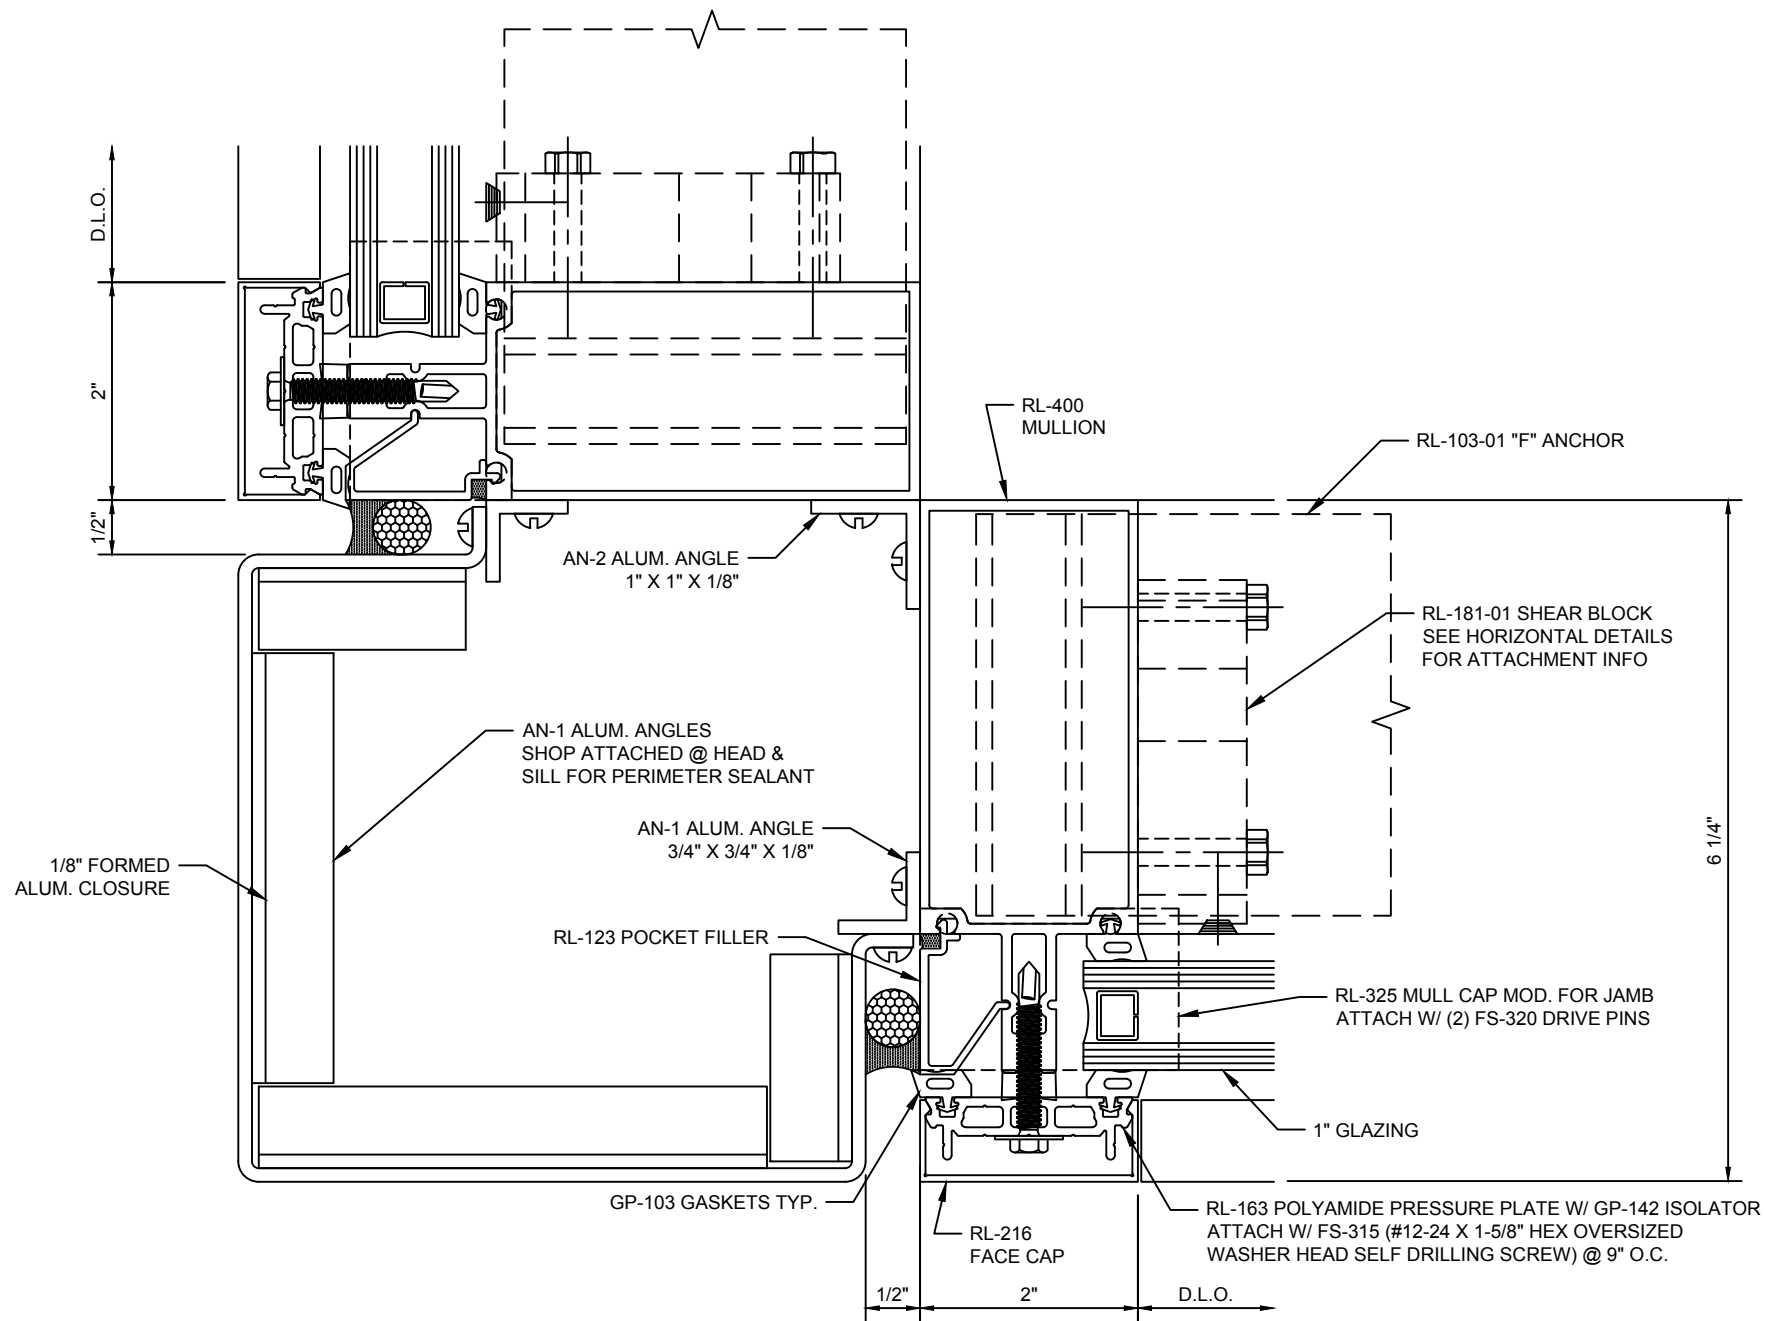 D.L.O.
2"
1/2"
RL-400
MULLION
RL-103-01 "F" ANCHOR
AN-2 ALUM. ANGLE
1" X 1" X 1/8"
RL-181-01 SHEAR BLOCK
SEE HORIZONTAL DETAILS
FOR ATTACHMENT INFO
AN-1 ALUM. ANGLES
SHOP ATTACHED @ HEAD &
SILL FOR PERIMETER SEALANT
AN-1 ALUM. ANGLE
3/4" X 3/4" X 1/8"
6 1/4"
1/8" FORMED
ALUM. CLOSURE
RL-123 POCKET FILLER
RL-325 MULL CAP MOD. FOR JAMB
ATTACH W/ (2) FS-320 DRIVE PINS
1" GLAZING
GP-103 GASKETS TYP.
RL-216
FACE CAP
RL-163 POLYAMIDE PRESSURE PLATE W/ GP-142 ISOLATOR
ATTACH W/ FS-315 (#12-24 X 1-5/8" HEX OVERSIZED
WASHER HEAD SELF DRILLING SCREW) @ 9" O.C.
1/2"
2"
D.L.O.